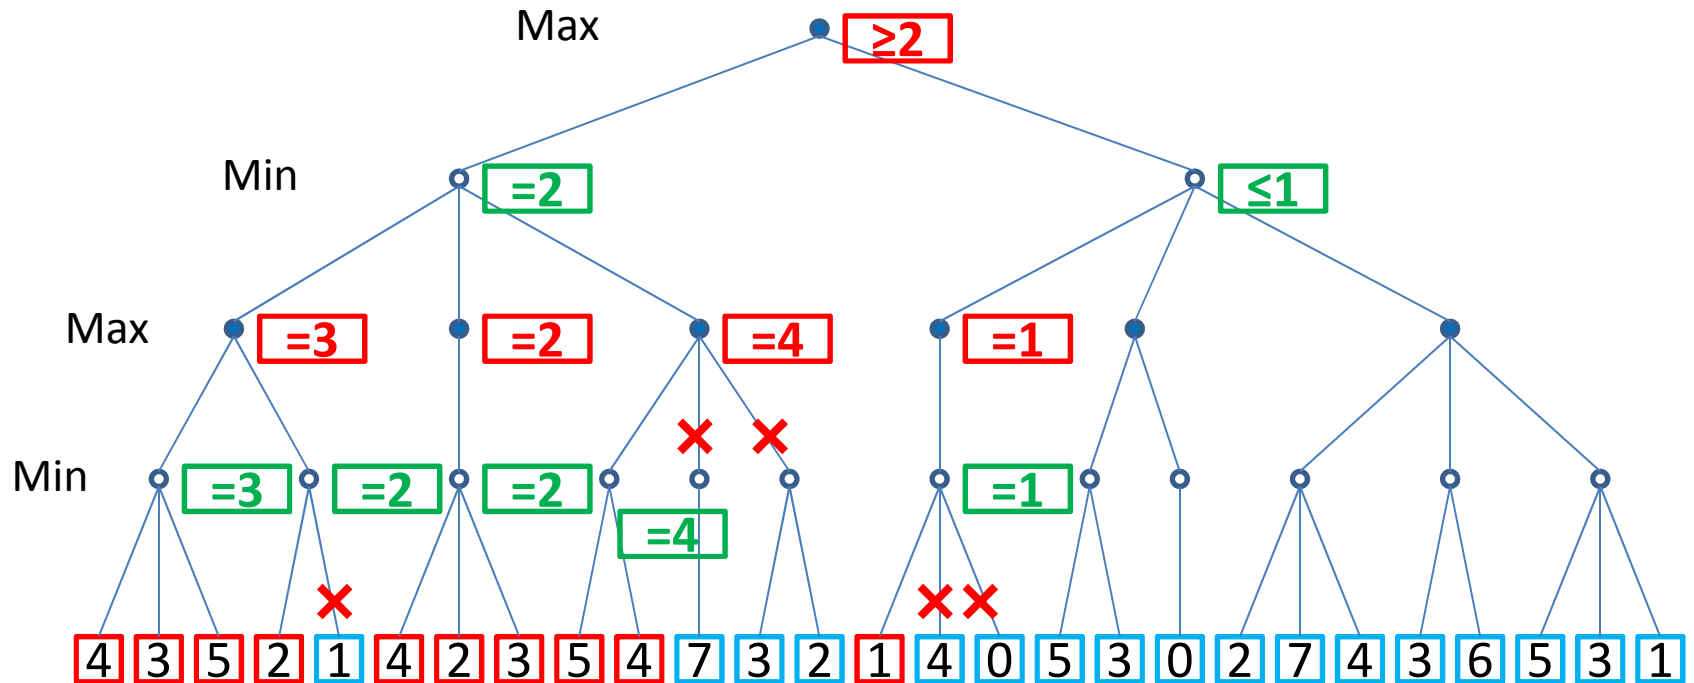 Max ≥2
Min =2 ≤1
Max =3 =2 =4 =1
Min =3 =2 =2 =4 =1
4 3 5 2 1 4 2 3 5 4 7 3 2 1 4 0 5 3 0 2 7 4 3 6 5 3 1